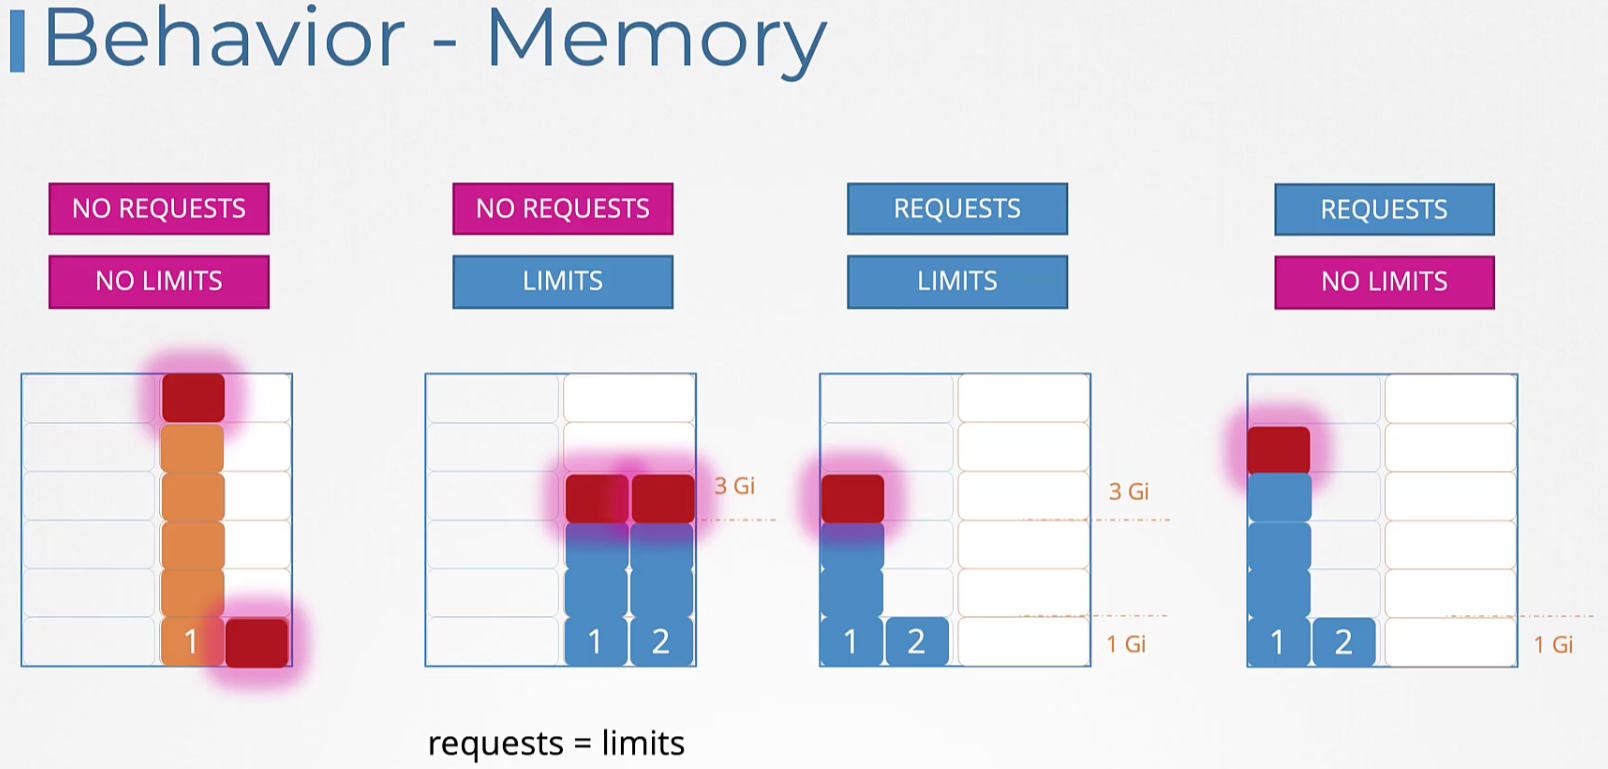 Behavior - Memory
NO REQUESTS
NO LIMITS
1
NO REQUESTS
LIMITS
3 Gi
1 2
requests = limits
REQUESTS
LIMITS
3 Gi
1 2
1 Gi
REQUESTS
NO LIMITS
1 2
1 Gi